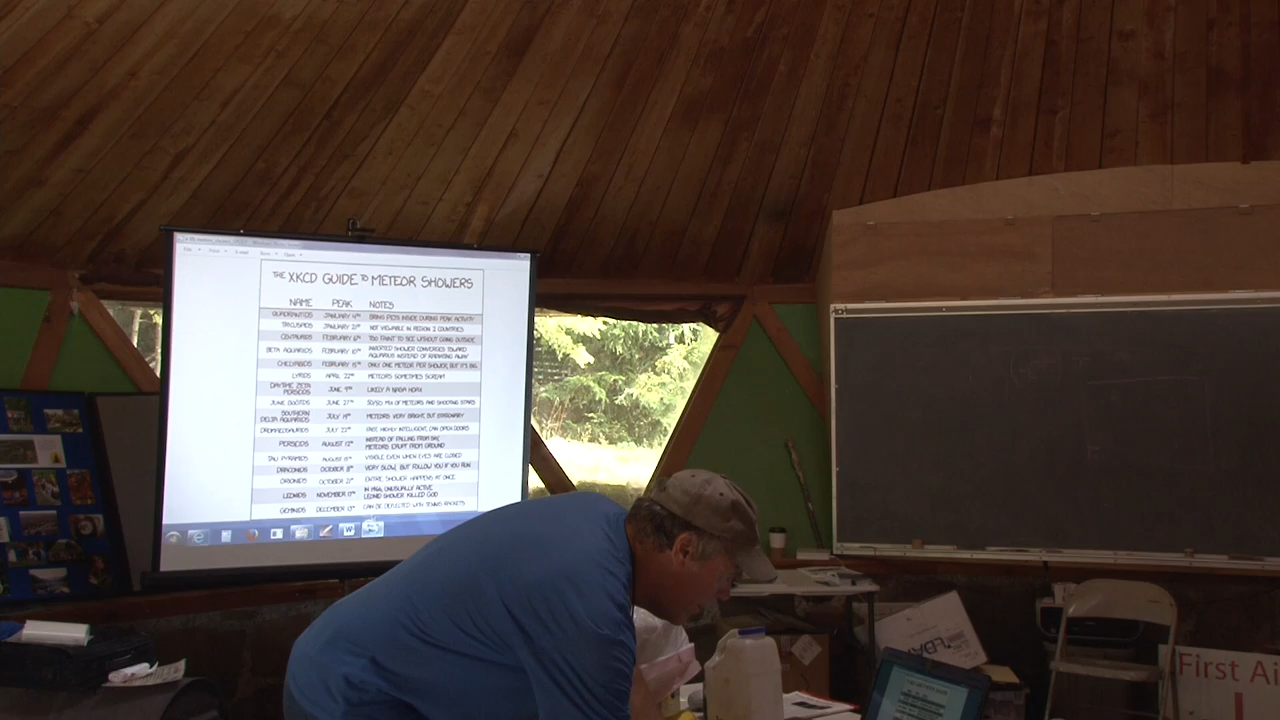 THE XKCD GUIDE TO METEOR SHOWERS
NAME PEAK NOTES
QUADRANTIDS JANUARY 4TH BRING PETS INSIDE DURING PEAK ACTIVITY
TRICUSPIDS JANUARY 21ST NOT VIEWABLE IN REGION 2 COUNTRIES
CENTAURIDS FEBRUARY 6TH TOO FAINT TO SEE WITHOUT GOING OUTSIDE
BETA AQUARIIDS FEBRUARY 10TH INVERTED SHOWER CONVERGES TOWARD
AQUARIUS INSTEAD OF RADIATING AWAY
CHELYABIDS FEBRUARY 15TH ONLY ONE METEOR PER SHOWER, BUT IT'S BIG
LYRIDS APRIL 22ND METEORS SOMETIMES SCREAM
DAYTIME ZETA
PERSEIDS JUNE 9TH LIKELY A NASA HOAX
JUNE BOÖTIDS JUNE 27TH 50/50 MIX OF METEORS AND SHOOTING STARS
SOUTHERN
DELTA AQUARIIDS JULY 19TH METEORS VERY BRIGHT, BUT STATIONARY
DROMAEOSAURIDS JULY 22ND FAST, HIGHLY INTELLIGENT, CAN OPEN DOORS
PERSEIDS AUGUST 12TH INSTEAD OF FALLING FROM SKY,
METEORS ERUPT FROM GROUND
TAU PYRAMIDS AUGUST 15TH VISIBLE EVEN WHEN EYES ARE CLOSED
DRACONIDS OCTOBER 8TH VERY SLOW, BUT FOLLOW YOU IF YOU RUN
ORIONIDS OCTOBER 21ST ENTIRE SHOWER HAPPENS AT ONCE
LEONIDS NOVEMBER 17TH IN 1966, UNUSUALLY ACTIVE
LEONID SHOWER KILLED GOD
GEMINIDS DECEMBER 13TH CAN BE DEFLECTED WITH TENNIS RACKETS
First Ai